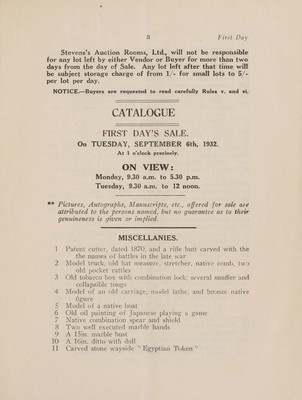 3 First Day
Stevens's Auction Rooms, Ltd., will not be responsible
for any lot left by either Vendor or Buyer for more than two
days from the day of Sale. Any lot left after that time will
be subject storage charge of from 1/- for small lots to 5/-
per lot per day.
NOTICE.—Buyers are requested to read carefully Rules v. and vi.
CATALOGUE
FIRST DAY'S SALE.
On TUESDAY, SEPTEMBER 6th, 1932.
At 1 o'clock precisely.
ON VIEW:
Monday, 9.30 a.m. to 5.30 p.m.
Tuesday, 9.30 a.m. to 12 noon.
** Pictures, Autographs, Manuscripts, etc., offered for sale are
attributed to the persons named, but no guarantee as to their
genuineness is given or implied.
MISCELLANIES.
1 Patent cutter, dated 1870, and a rifle butt carved with the
the names of battles in the late war
2 Model truck, old hat measure, stretcher, native comb, two
old pocket rattles
3 Old tobacco box with combination lock, several snuffer and
collapsible tongs
4 Model of an old carriage, model lathe, and bronze native
figure
5 Model of a native boat
6 Old oil painting of Japanese playing a game
7 Native combination spear and shield
8 Two well executed marble hands
9 A 15in. marble bust
10 A 16in. ditto with doll
11 Carved stone wayside "Egyptian Token"